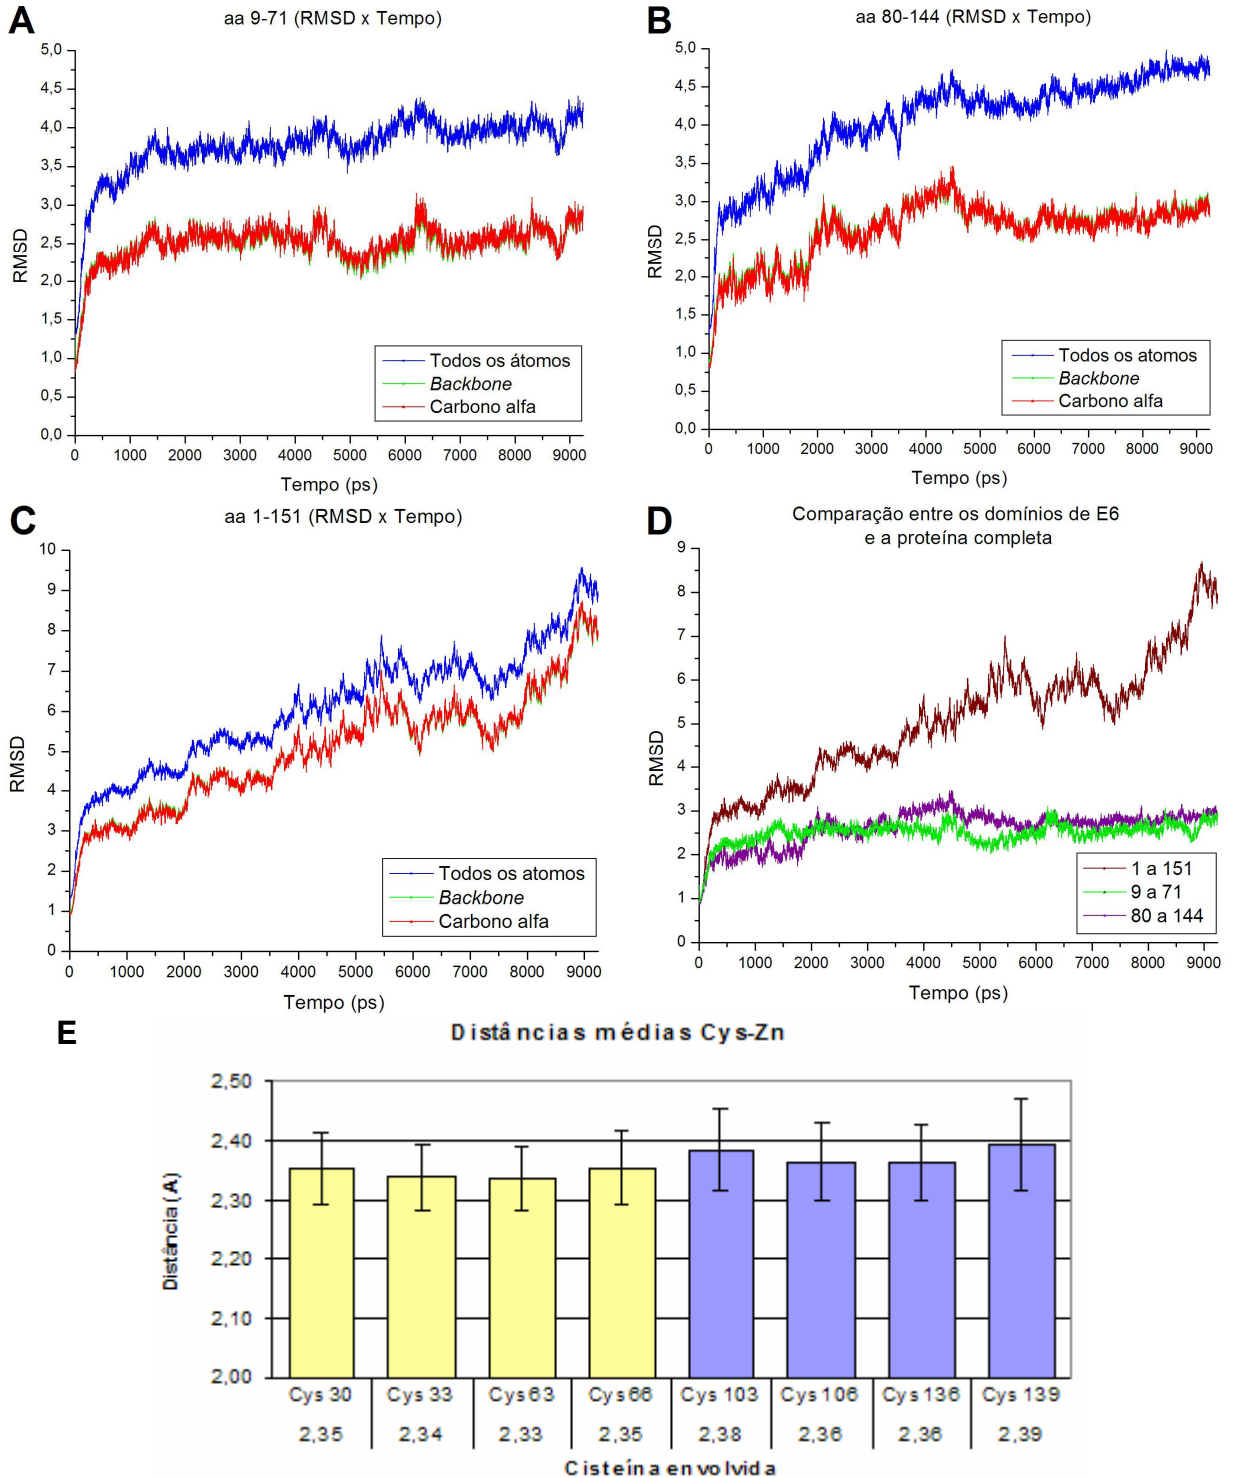 A
aa 9-71 (RMSD x Tempo)
5,0
4,5
4,0
3,5
3,0
2,5
2,0
1,5
1,0
0,5
0,0
RMSD
Todos os átomos
Backbone
Carbono alfa
0 1000 2000 3000 4000 5000 6000 7000 8000 9000
Tempo (ps)
B
aa 80-144 (RMSD x Tempo)
5,0
4,5
4,0
3,5
3,0
2,5
2,0
1,5
1,0
0,5
0,0
RMSD
Todos os atomos
Backbone
Carbono alfa
0 1000 2000 3000 4000 5000 6000 7000 8000 9000
Tempo (ps)
C
aa 1-151 (RMSD x Tempo)
10
9
8
7
6
5
4
3
2
1
0
RMSD
Todos os atomos
Backbone
Carbono alfa
0 1000 2000 3000 4000 5000 6000 7000 8000 9000
Tempo (ps)
D
Comparação entre os domínios de E6
e a proteína completa
9
8
7
6
5
4
3
2
1
0
RMSD
1 a 151
9 a 71
80 a 144
0 1000 2000 3000 4000 5000 6000 7000 8000 9000
Tempo (ps)
E
Distâncias médias Cys-Zn
2,50
2,40
2,30
2,20
2,10
2,00
Distância (A)
Cys 30 Cys 33 Cys 63 Cys 66 Cys 103 Cys 106 Cys 136 Cys 139
2,35 2,34 2,33 2,35 2,38 2,36 2,36 2,39
Cisteína envolvida